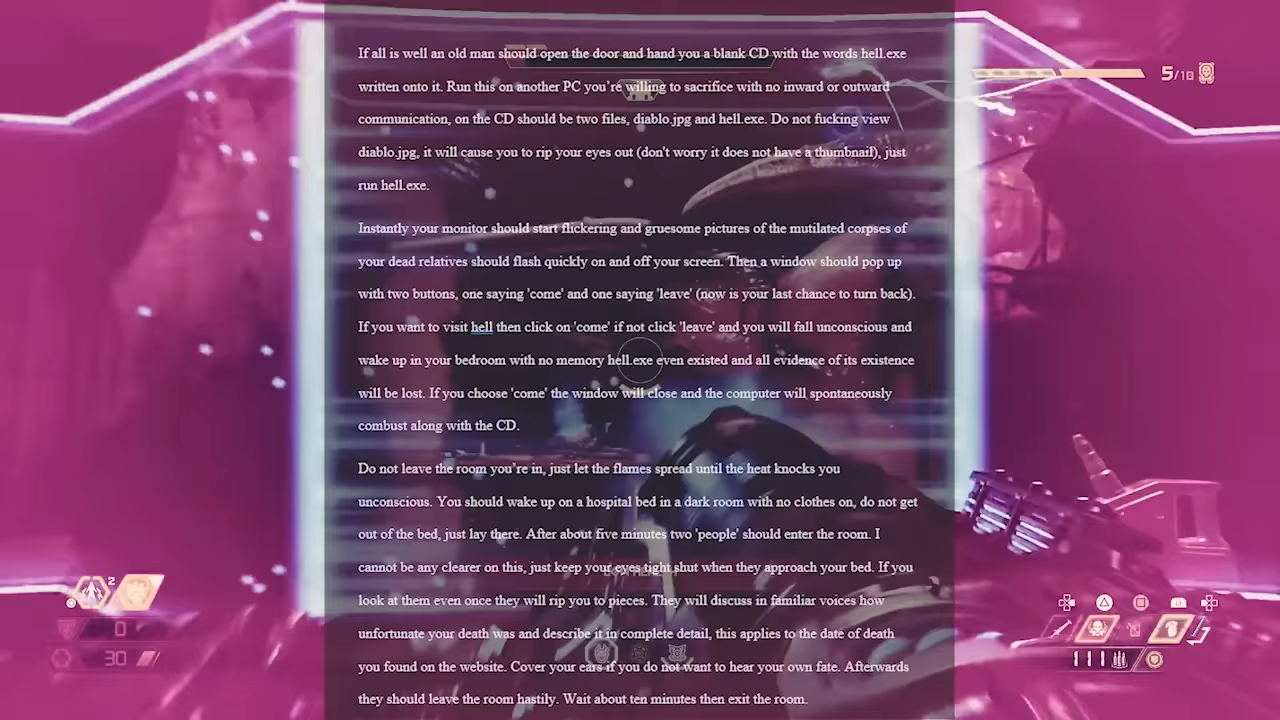 If all is well an old man should open the door and hand you a blank CD with the words hell.exe
written onto it. Run this on another PC you're willing to sacrifice with no inward or outward
communication, on the CD should be two files, diablo.jpg and hell.exe. Do not fucking view
diablo.jpg, it will cause you to rip your eyes out (don't worry it does not have a thumbnail), just
run hell.exe.
Instantly your monitor should start flickering and gruesome pictures of the mutilated corpses of
your dead relatives should flash quickly on and off your screen. Then a window should pop up
with two buttons, one saying 'come' and one saying 'leave' (now is your last chance to turn back).
If you want to visit hell then click on 'come' if not click 'leave' and you will fall unconscious and
wake up in your bedroom with no memory hell.exe even existed and all evidence of its existence
will be lost. If you choose 'come' the window will close and the computer will spontaneously
combust along with the CD.
Do not leave the room you're in, just let the flames spread until the heat knocks you
unconscious. You should wake up on a hospital bed in a dark room with no clothes on, do not get
out of the bed, just lay there. After about five minutes two 'people' should enter the room. I
cannot be any clearer on this, just keep your eyes tight shut when they approach your bed. If you
look at them even once they will rip you to pieces. They will discuss in familiar voices how
unfortunate your death was and describe it in complete detail, this applies to the date of death
you found on the website. Cover your ears if you do not want to hear your own fate. Afterwards
they should leave the room hastily. Wait about ten minutes then exit the room.
5/18
2
0
30